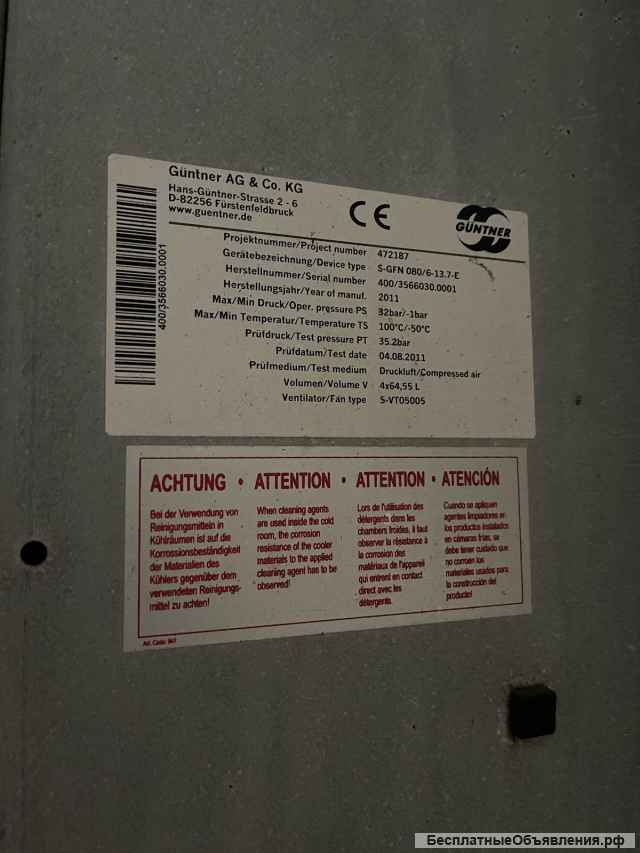 Güntner AG & Co. KG
Hans-Güntner-Strasse 2 - 6
D-82256 Fürstenfeldbruck
www.guentner.de
CE
GÜNTNER
400/3566030.0001
Projektnummer/Project number 472187
Gerätebezeichnung/Device type S-GFN 080/6-13.7-E
Herstellnummer/Serial number 400/3566030.0001
Herstellungsjahr/Year of manuf. 2011
Max/Min Druck/Oper. pressure PS 32bar/-1bar
Max/Min Temperatur/Temperature TS 100°C/-50°C
Prüfdruck/Test pressure PT 35.2bar
Prüfdatum/Test date 04.08.2011
Prüfmedium/Test medium Druckluft/Compressed air
Volumen/Volume V 4x64,55 L
Ventilator/Fan type S-VT05005
ACHTUNG • ATTENTION • ATTENTION • ATENCIÓN
Bei der Verwendung von
Reinigungsmitteln in
Kühlräumen ist auf die
Korrossionsbeständigkeit
der Materialien des
Kühlers gegenüber dem
verwendeten Reinigungs-
mittel zu achten!
When cleaning agents
are used inside the cold
room, the corrosion
resistance of the cooler
materials to the applied
cleaning agent has to be
observed!
Lors de l'utilisation des
détergents dans les
chambres froides, il faut
observer la résistance à
la corrosion des
matériaux de l'appareil
qui entrent en contact
direct avec les
détergents.
Cuando se apliquen
agentes limpiadores en
los productos instalados
en cámaras frías, se
debe tener cuidado que
no corroen los
materiales usados para
la construcción del
producto!
БесплатныеОбъявления.рф